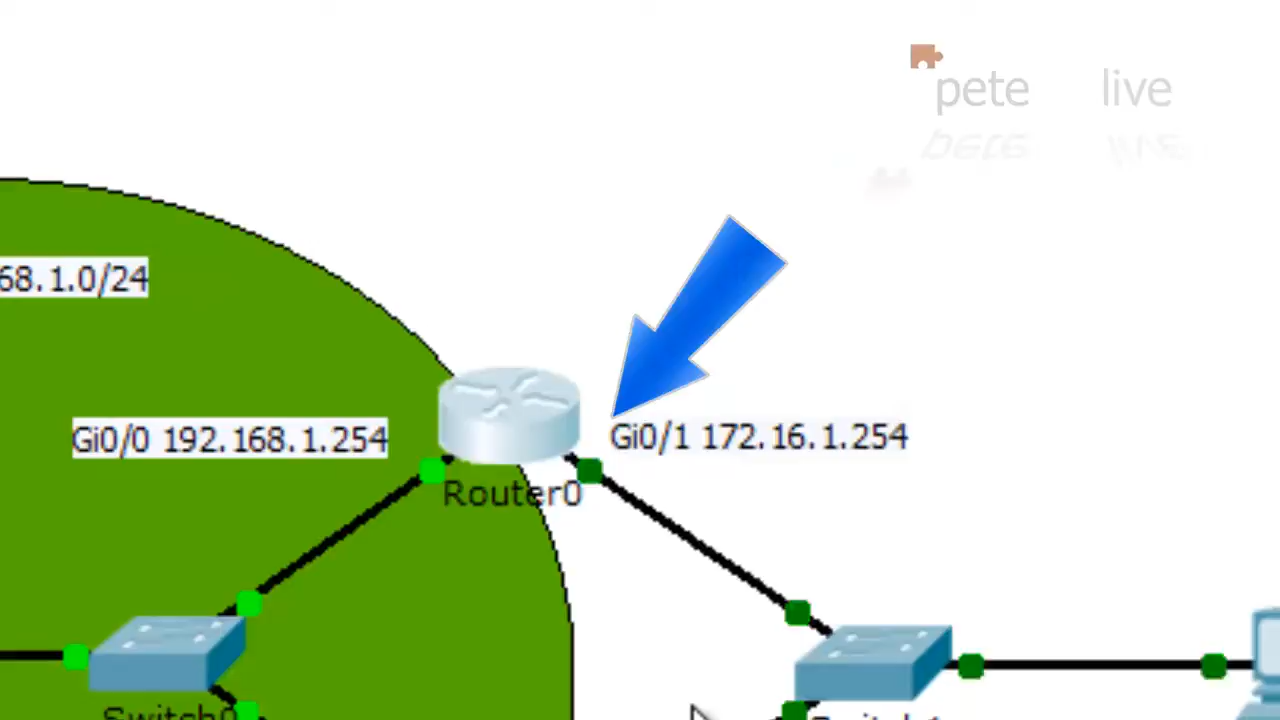 pete live
68.1.0/24
Gi0/0 192.168.1.254
Gi0/1 172.16.1.254
Router0
Switch0